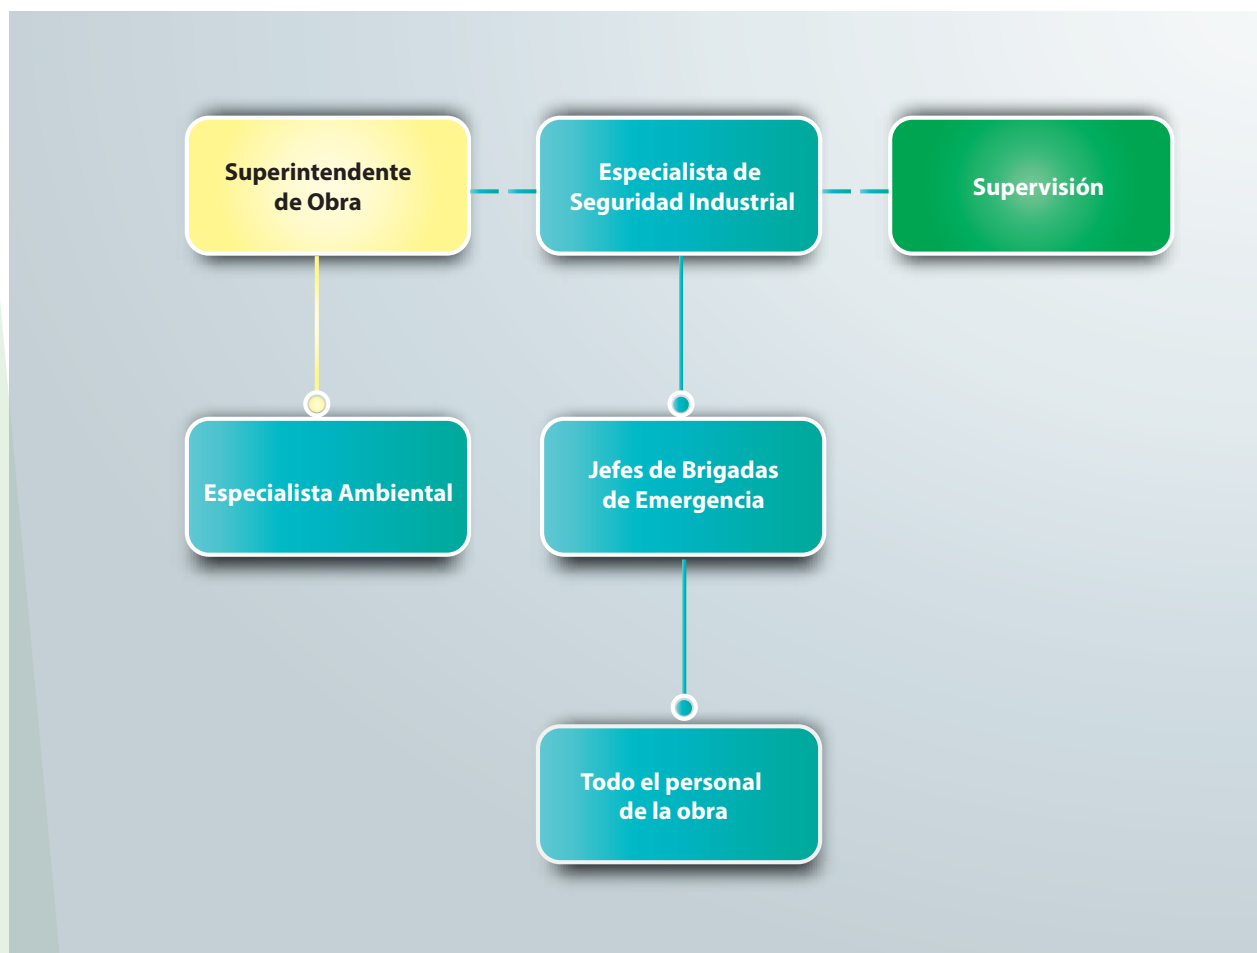 Superintendente
de Obra
Especialista de
Seguridad Industrial
Supervisión
Especialista Ambiental
Jefes de Brigadas
de Emergencia
Todo el personal
de la obra